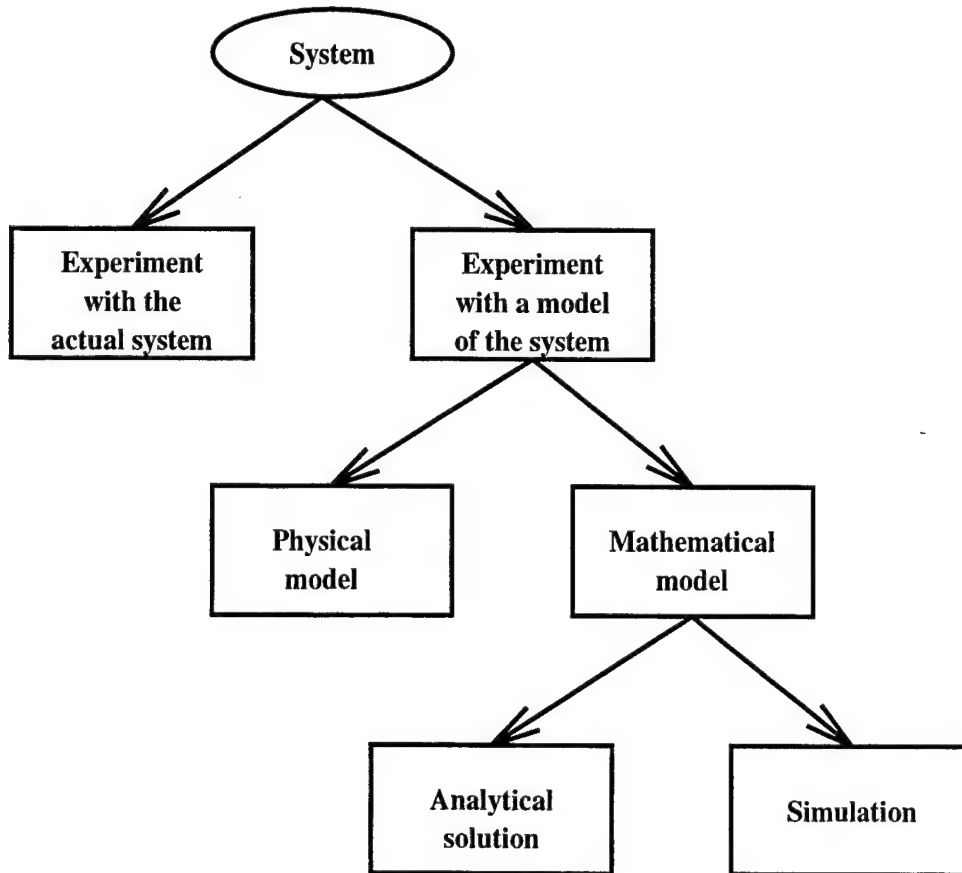 System
Experiment
with the
actual system
Experiment
with a model
of the system
Physical
model
Mathematical
model
Analytical
solution
Simulation